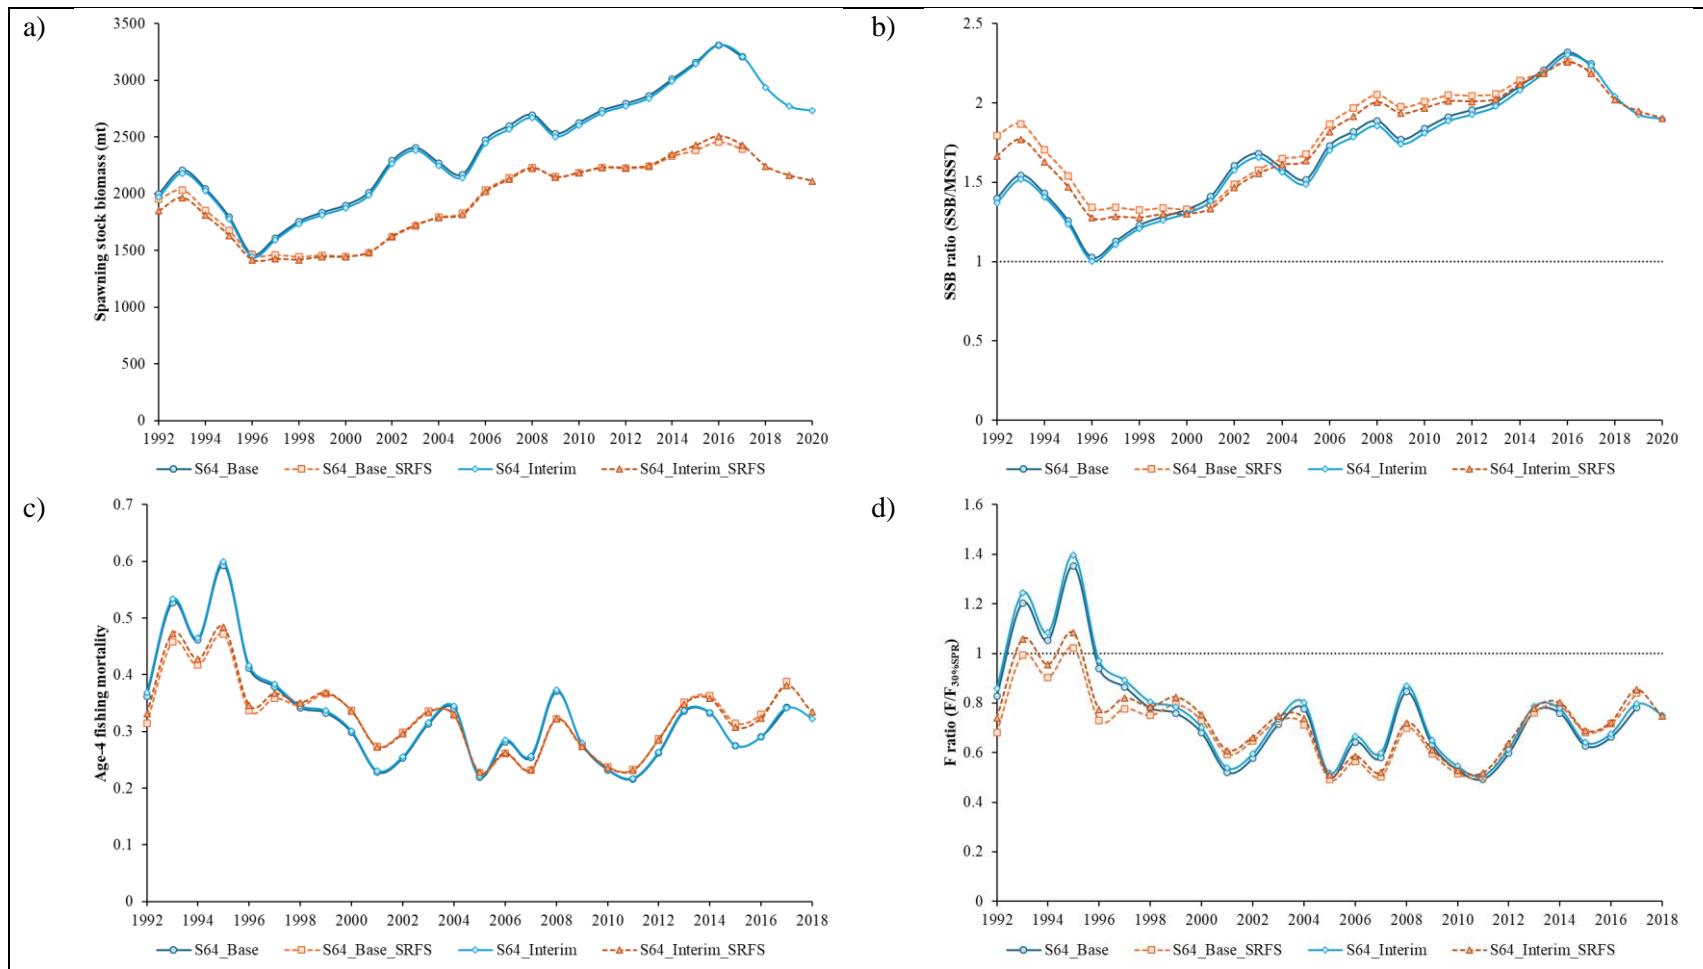 a)
Spawning stock biomass (mt)
3500
3000
2500
2000
1500
1000
500
0
1992 1994 1996 1998 2000 2002 2004 2006 2008 2010 2012 2014 2016 2018 2020
S64_Base S64_Base_SRFS S64_Interim S64_Interim_SRFS
b)
SSB ratio (SSB/MSST)
2.5
2
1.5
1
0.5
0
1992 1994 1996 1998 2000 2002 2004 2006 2008 2010 2012 2014 2016 2018 2020
S64_Base S64_Base_SRFS S64_Interim S64_Interim_SRFS
c)
Age-4 fishing mortality
0.7
0.6
0.5
0.4
0.3
0.2
0.1
0
1992 1994 1996 1998 2000 2002 2004 2006 2008 2010 2012 2014 2016 2018
S64_Base S64_Base_SRFS S64_Interim S64_Interim_SRFS
d)
F ratio (F/F30%SPR)
1.6
1.4
1.2
1
0.8
0.6
0.4
0.2
0
1992 1994 1996 1998 2000 2002 2004 2006 2008 2010 2012 2014 2016 2018
S64_Base S64_Base_SRFS S64_Interim S64_Interim_SRFS